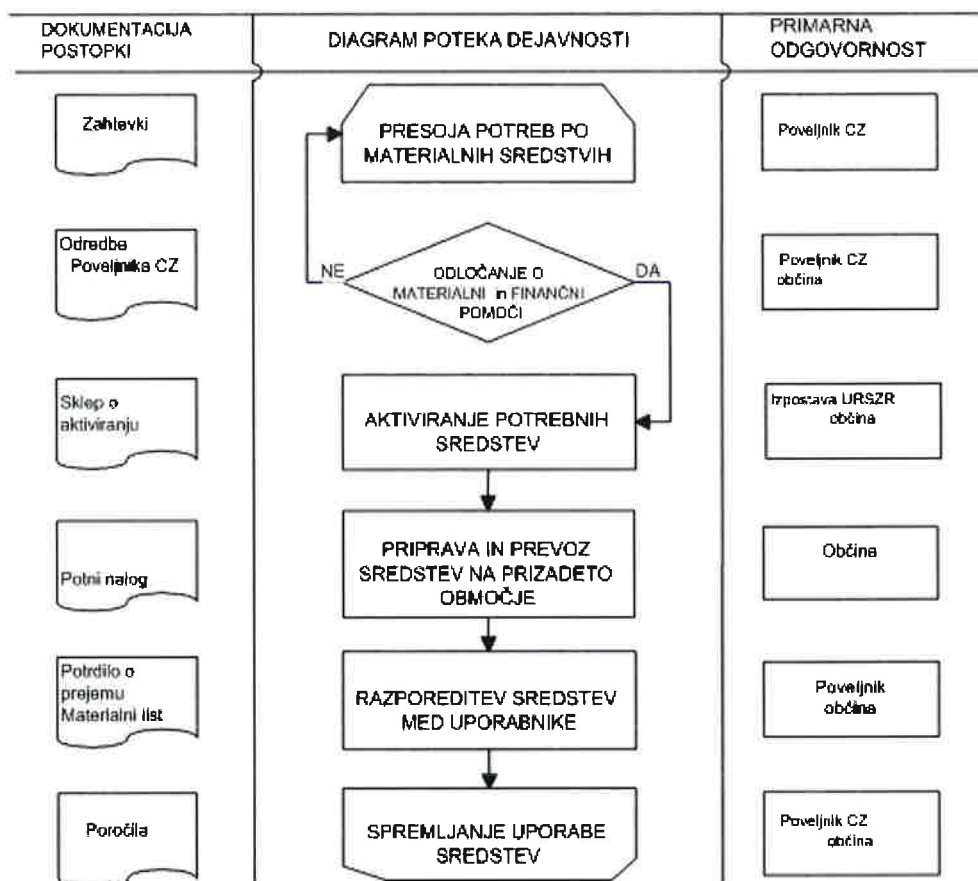 DOKUMENTACIJA
POSTOPKI
DIAGRAM POTEKA DEJAVNOSTI
PRIMARNA
ODGOVORNOST
Zahtevki
PRESOJA POTREB PO
MATERIALNIH SREDSTVIH
Poveljnik CZ
Odredba
Poveljnika CZ
NE
ODLOČANJE O
MATERIALNI in FINANČNI
POMOČI
DA
Poveljnik CZ
občina
Sklep o
aktiviranju
AKTIVIRANJE POTREBNIH
SREDSTEV
Izpostava URSZR
občina
Potni nalog
PRIPRAVA IN PREVOZ
SREDSTEV NA PRIZADETO
OBMOČJE
Občina
Potrdilo o
prejemu
Materialni list
RAZPOREDITEV SREDSTEV
MED UPORABNIKE
Poveljnik
občina
Poročila
SPREMLJANJE UPORABE
SREDSTEV
Poveljnik CZ
občina